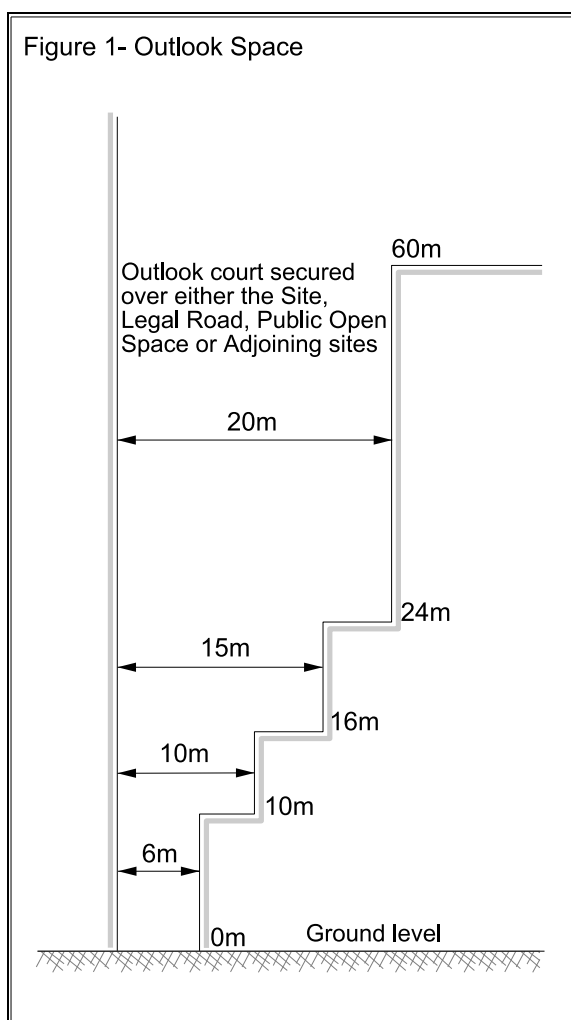 Figure 1- Outlook Space
60m
Outlook court secured
over either the Site,
Legal Road, Public Open
Space or Adjoining sites
20m
24m
15m
16m
10m
10m
6m
0m
Ground level